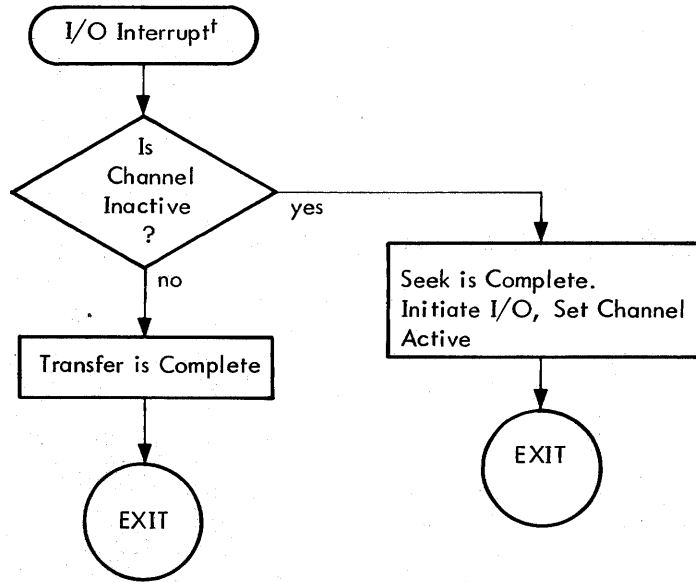 I/O Interrupt†
Is
Channel
Inactive
?
yes
no
Seek is Complete.
Initiate I/O, Set Channel
Active
Transfer is Complete
EXIT
EXIT